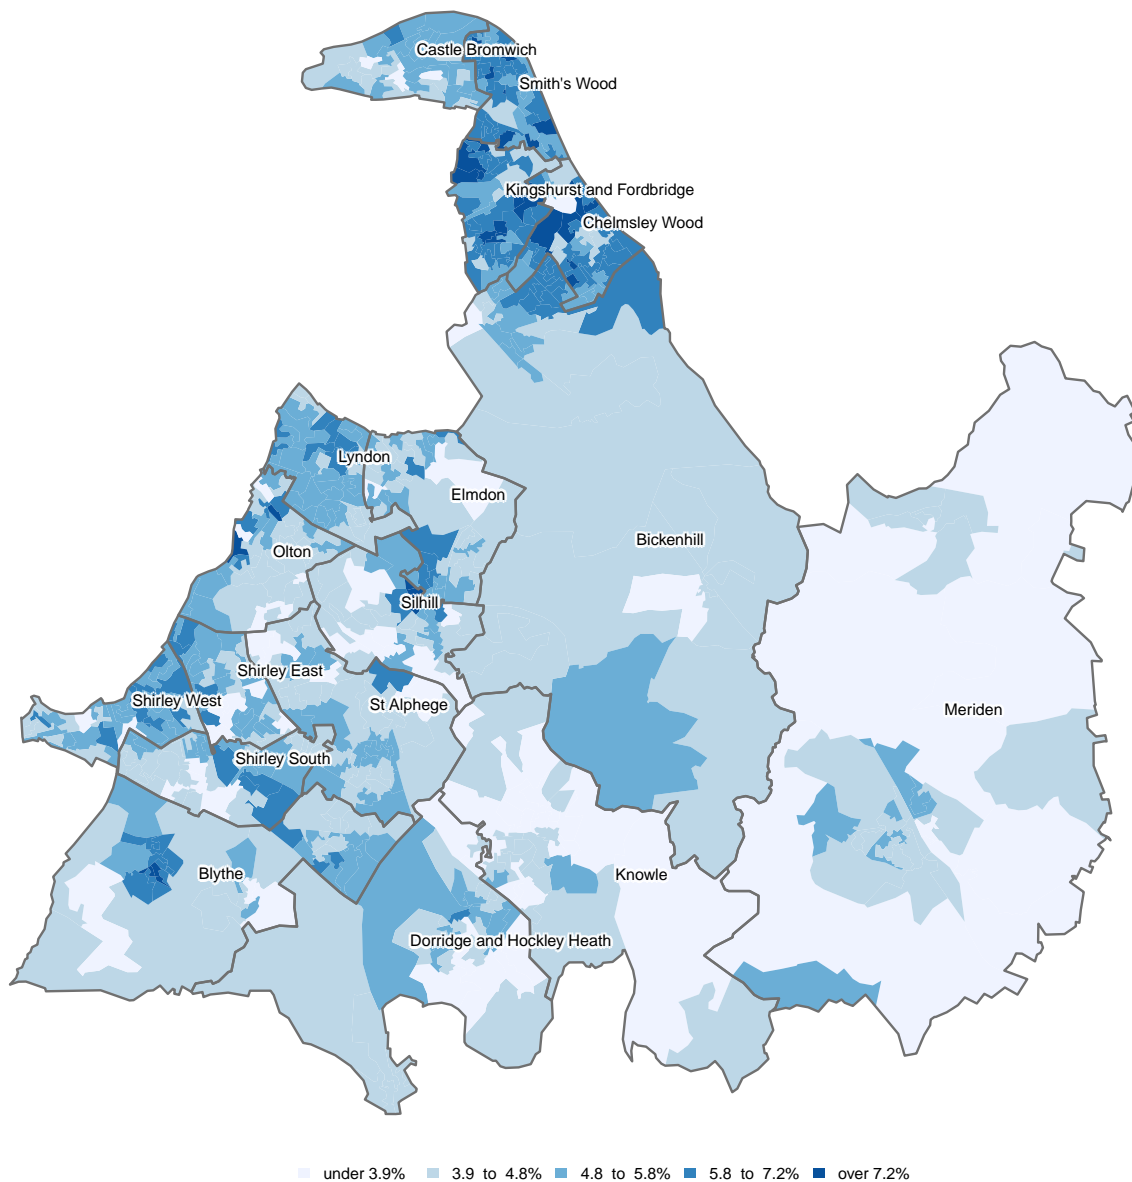 Castle Bromwich
Smith's Wood
Kingshurst and Fordbridge
Chelmsley Wood
Lyndon
Elmdon
Bickenhill
Olton
Silhill
Shirley East
Shirley West
St Alphege
Meriden
Shirley South
Blythe
Knowle
Dorridge and Hockley Heath
under 3.9% 3.9 to 4.8% 4.8 to 5.8% 5.8 to 7.2% over 7.2%